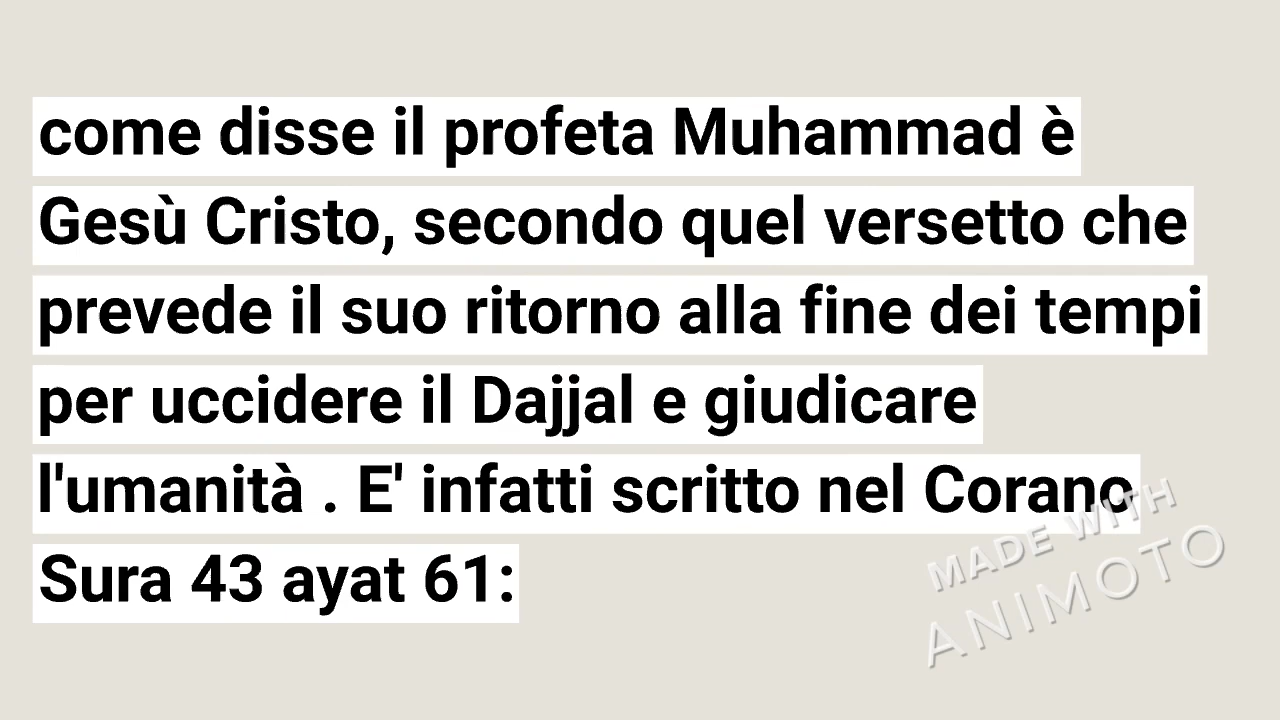 come disse il profeta Muhammad è
Gesù Cristo, secondo quel versetto che
prevede il suo ritorno alla fine dei tempi
per uccidere il Dajjal e giudicare
l'umanità . E' infatti scritto nel Corano
Sura 43 ayat 61:
MADE WITH
ANIMOTO